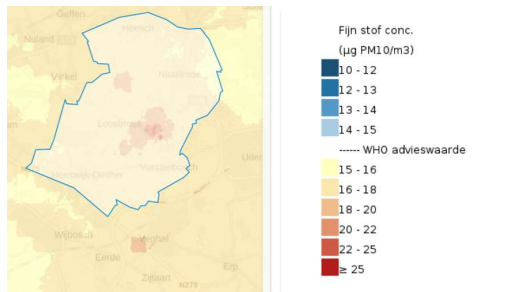 Geffen
Heesch
Nuland
Nistelrode
Vinkel
Loosbroek
Uden
Vorstenbosch
Heeswijk-Dinther
Wijbosch
Veghel
Eerde
Erp
Zijtaart
N279
Fijn stof conc.
(µg PM10/m3)
10 - 12
12 - 13
13 - 14
14 - 15
------ WHO advieswaarde
15 - 16
16 - 18
18 - 20
20 - 22
22 - 25
≥ 25